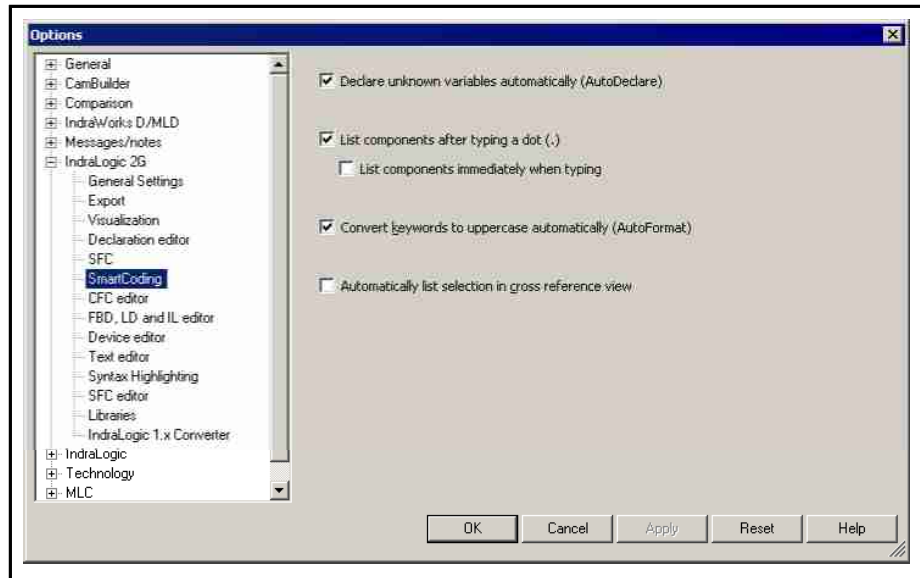 Options
General
CamBuilder
Comparison
IndraWorks D/MLD
Messages/notes
IndraLogic 2G
General Settings
Export
Visualization
Declaration editor
SFC
SmartCoding
CFC editor
FBD, LD and IL editor
Device editor
Text editor
Syntax Highlighting
SFC editor
Libraries
IndraLogic 1.x Converter
IndraLogic
Technology
MLC
Declare unknown variables automatically (AutoDeclare)
List components after typing a dot (.)
List components immediately when typing
Convert keywords to uppercase automatically (AutoFormat)
Automatically list selection in cross reference view
OK
Cancel
Apply
Reset
Help